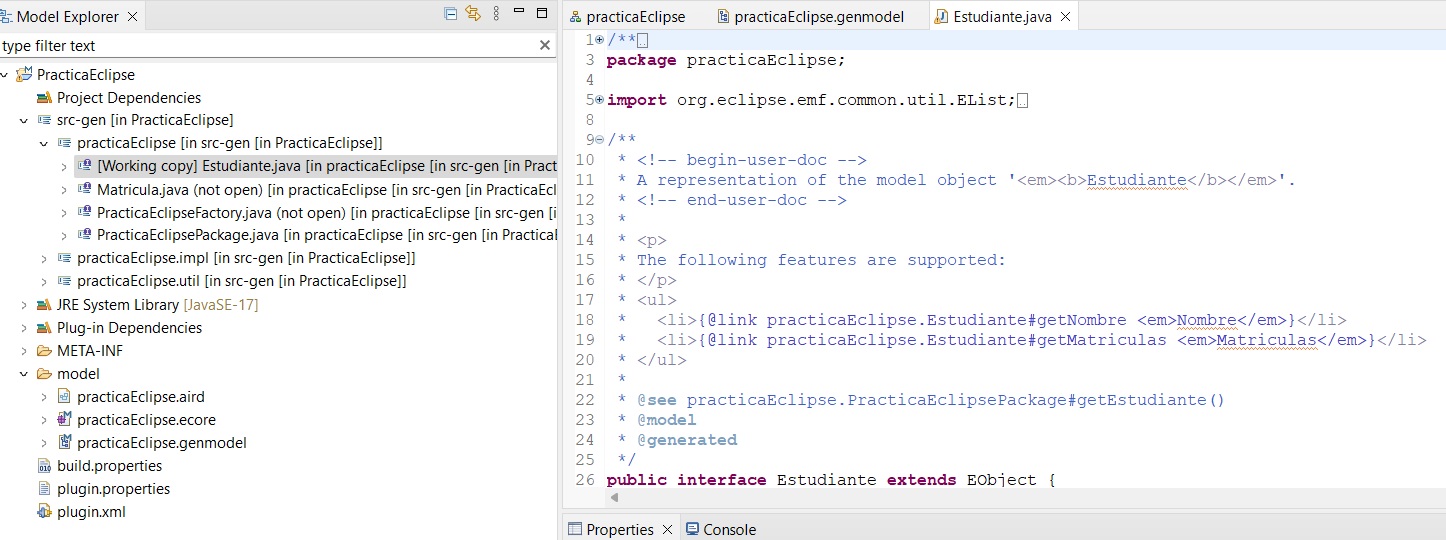 Model Explorer
type filter text
PracticaEclipse
Project Dependencies
src-gen [in PracticaEclipse]
practicaEclipse [in src-gen [in PracticaEclipse]]
[Working copy] Estudiante.java [in practicaEclipse [in src-gen [in Pract
Matricula.java (not open) [in practicaEclipse [in src-gen [in PracticaEcl
PracticaEclipseFactory.java (not open) [in practicaEclipse [in src-gen [i
PracticaEclipsePackage.java [in practicaEclipse [in src-gen [in PracticaE
practicaEclipse.impl [in src-gen [in PracticaEclipse]]
practicaEclipse.util [in src-gen [in PracticaEclipse]]
JRE System Library [JavaSE-17]
Plug-in Dependencies
META-INF
model
practicaEclipse.aird
practicaEclipse.ecore
practicaEclipse.genmodel
build.properties
plugin.properties
plugin.xml
practicaEclipse practicaEclipse.genmodel Estudiante.java
1 /**
3 package practicaEclipse;
4
5 import org.eclipse.emf.common.util.EList;
8
9 /**
10 * <!-- begin-user-doc -->
11 * A representation of the model object '<em><b>Estudiante</b></em>'.
12 * <!-- end-user-doc -->
13 *
14 * <p>
15 * The following features are supported:
16 * </p>
17 * <ul>
18 *   <li>{@link practicaEclipse.Estudiante#getNombre <em>Nombre</em>}</li>
19 *   <li>{@link practicaEclipse.Estudiante#getMatriculas <em>Matriculas</em>}</li>
20 * </ul>
21 *
22 * @see practicaEclipse.PracticaEclipsePackage#getEstudiante()
23 * @model
24 * @generated
25 */
26 public interface Estudiante extends EObject {
Properties Console